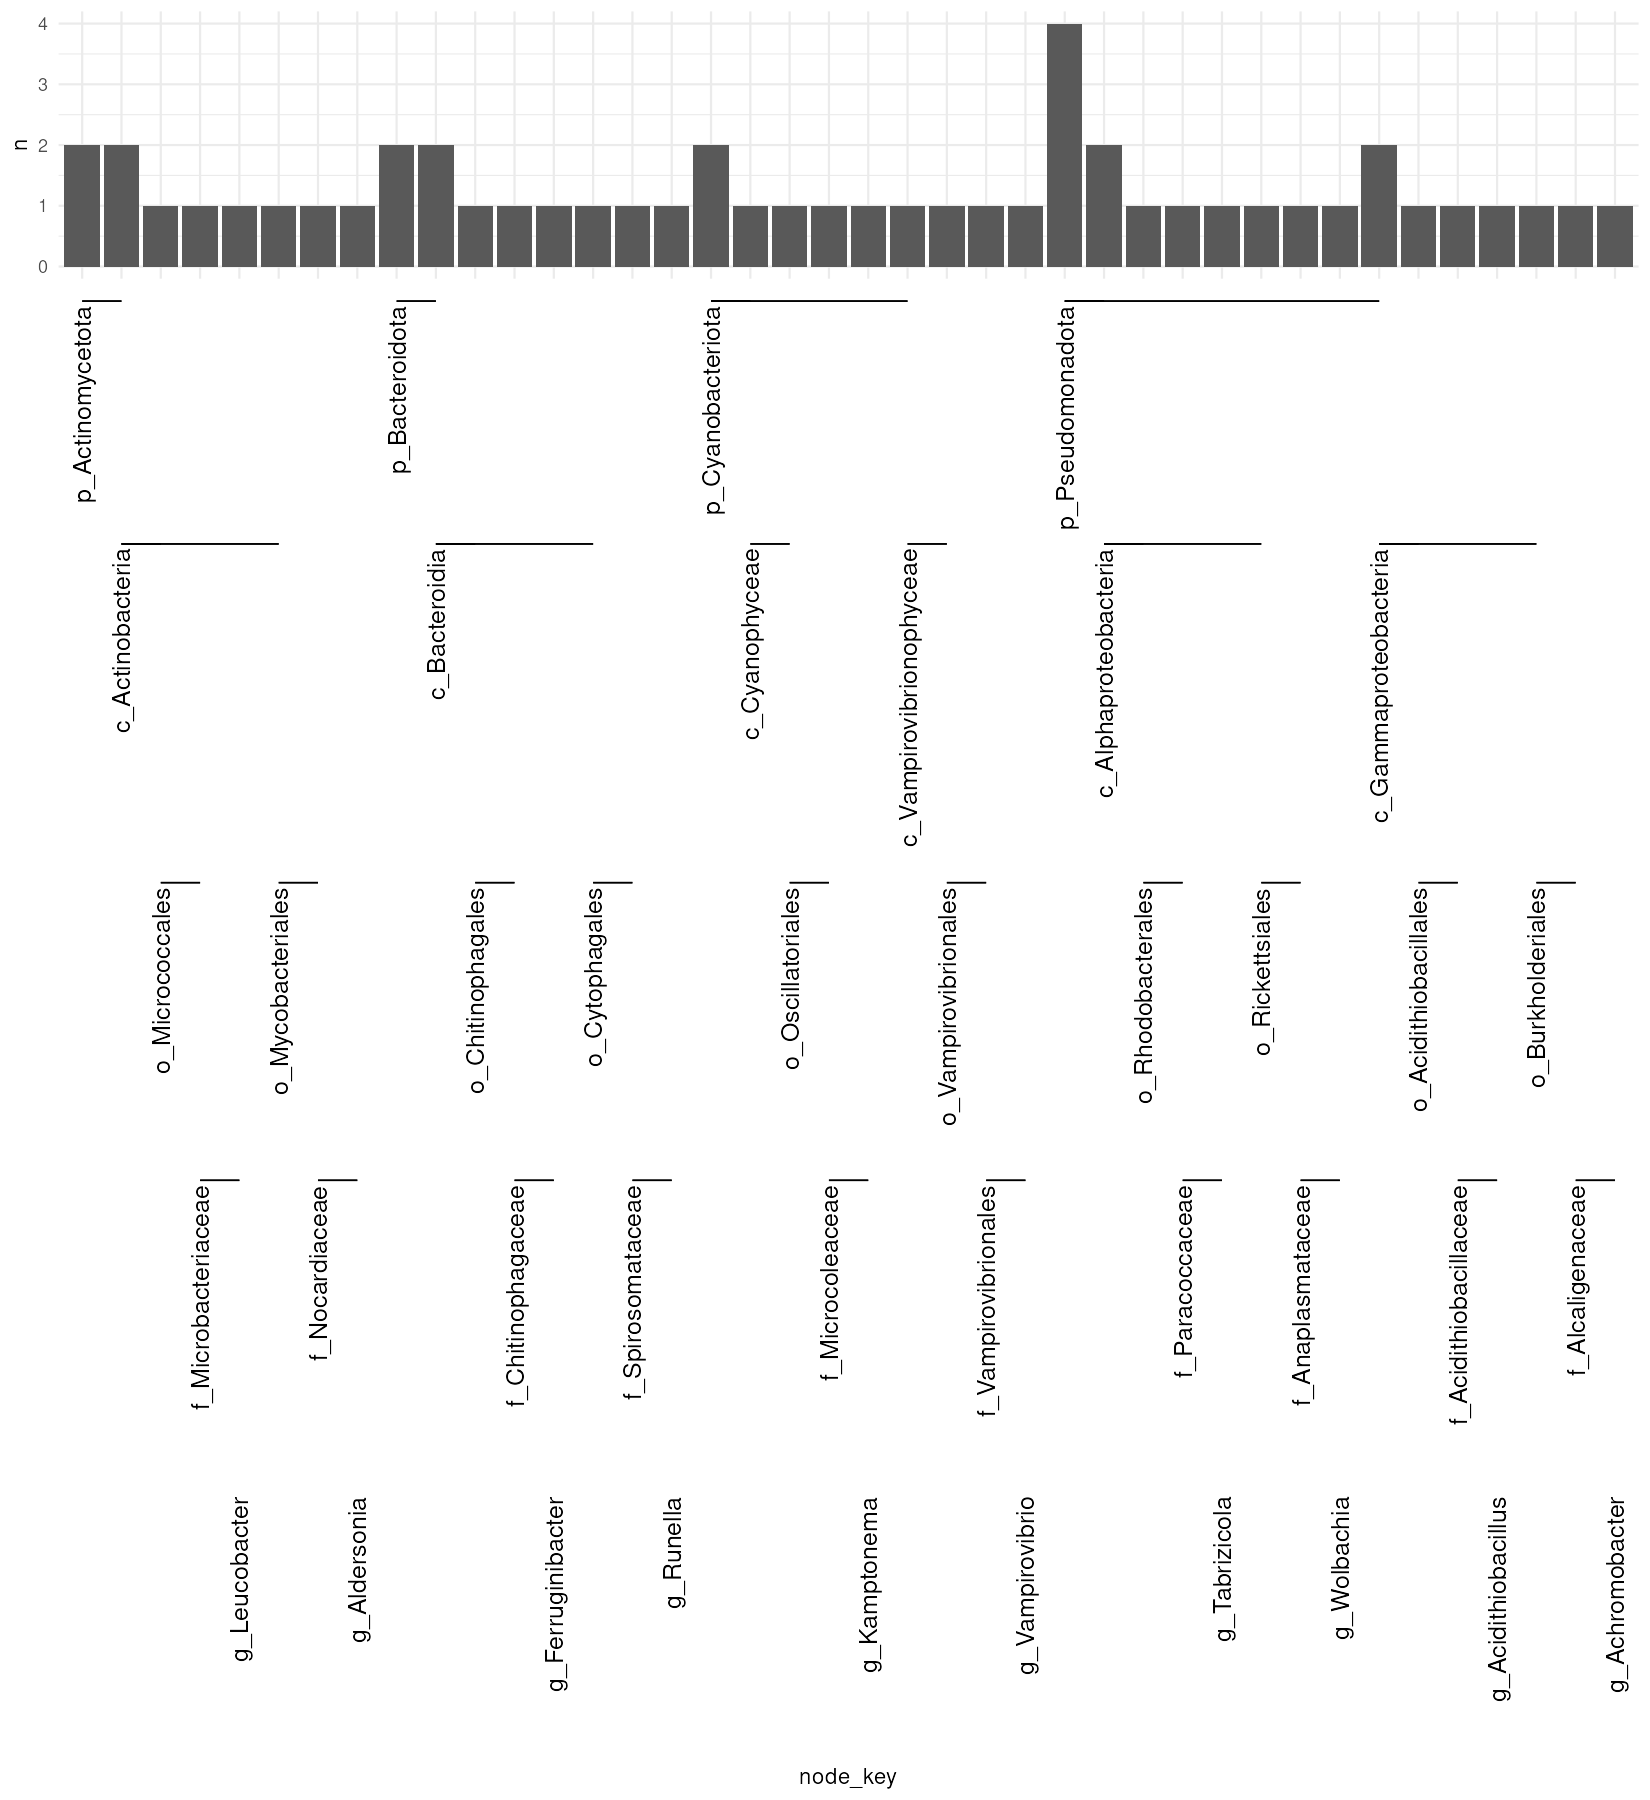 4
3
2
1
0
n
p_Actinomycetota
p_Bacteroidota
p_Cyanobacteriota
p_Pseudomonadota
c_Actinobacteria
c_Bacteroidia
c_Cyanophyceae
c_Vampirovibrionophyceae
c_Alphaproteobacteria
c_Gammaproteobacteria
o_Micrococcales
o_Mycobacteriales
o_Chitinophagales
o_Cytophagales
o_Oscillatoriales
o_Vampirovibrionales
o_Rhodobacterales
o_Rickettsiales
o_Acidithiobacillales
o_Burkholderiales
f_Microbacteriaceae
f_Nocardiaceae
f_Chitinophagaceae
f_Spirosomataceae
f_Microcoleaceae
f_Vampirovibrionales
f_Paracoccaceae
f_Anaplasmataceae
f_Acidithiobacillaceae
f_Alcaligenaceae
g_Leucobacter
g_Aldersonia
g_Ferruginibacter
g_Runella
g_Kamptonema
g_Vampirovibrio
g_Tabrizicola
g_Wolbachia
g_Acidithiobacillus
g_Achromobacter
node_key